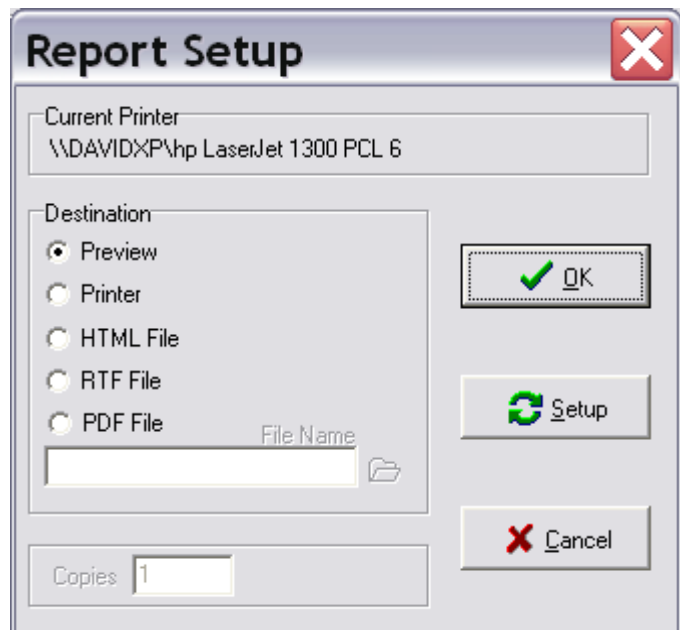 Report Setup
Current Printer
\\DAVIDXP\hp LaserJet 1300 PCL 6
Destination
Preview
Printer
HTML File
RTF File
PDF File
File Name
Copies 1
OK
Setup
Cancel